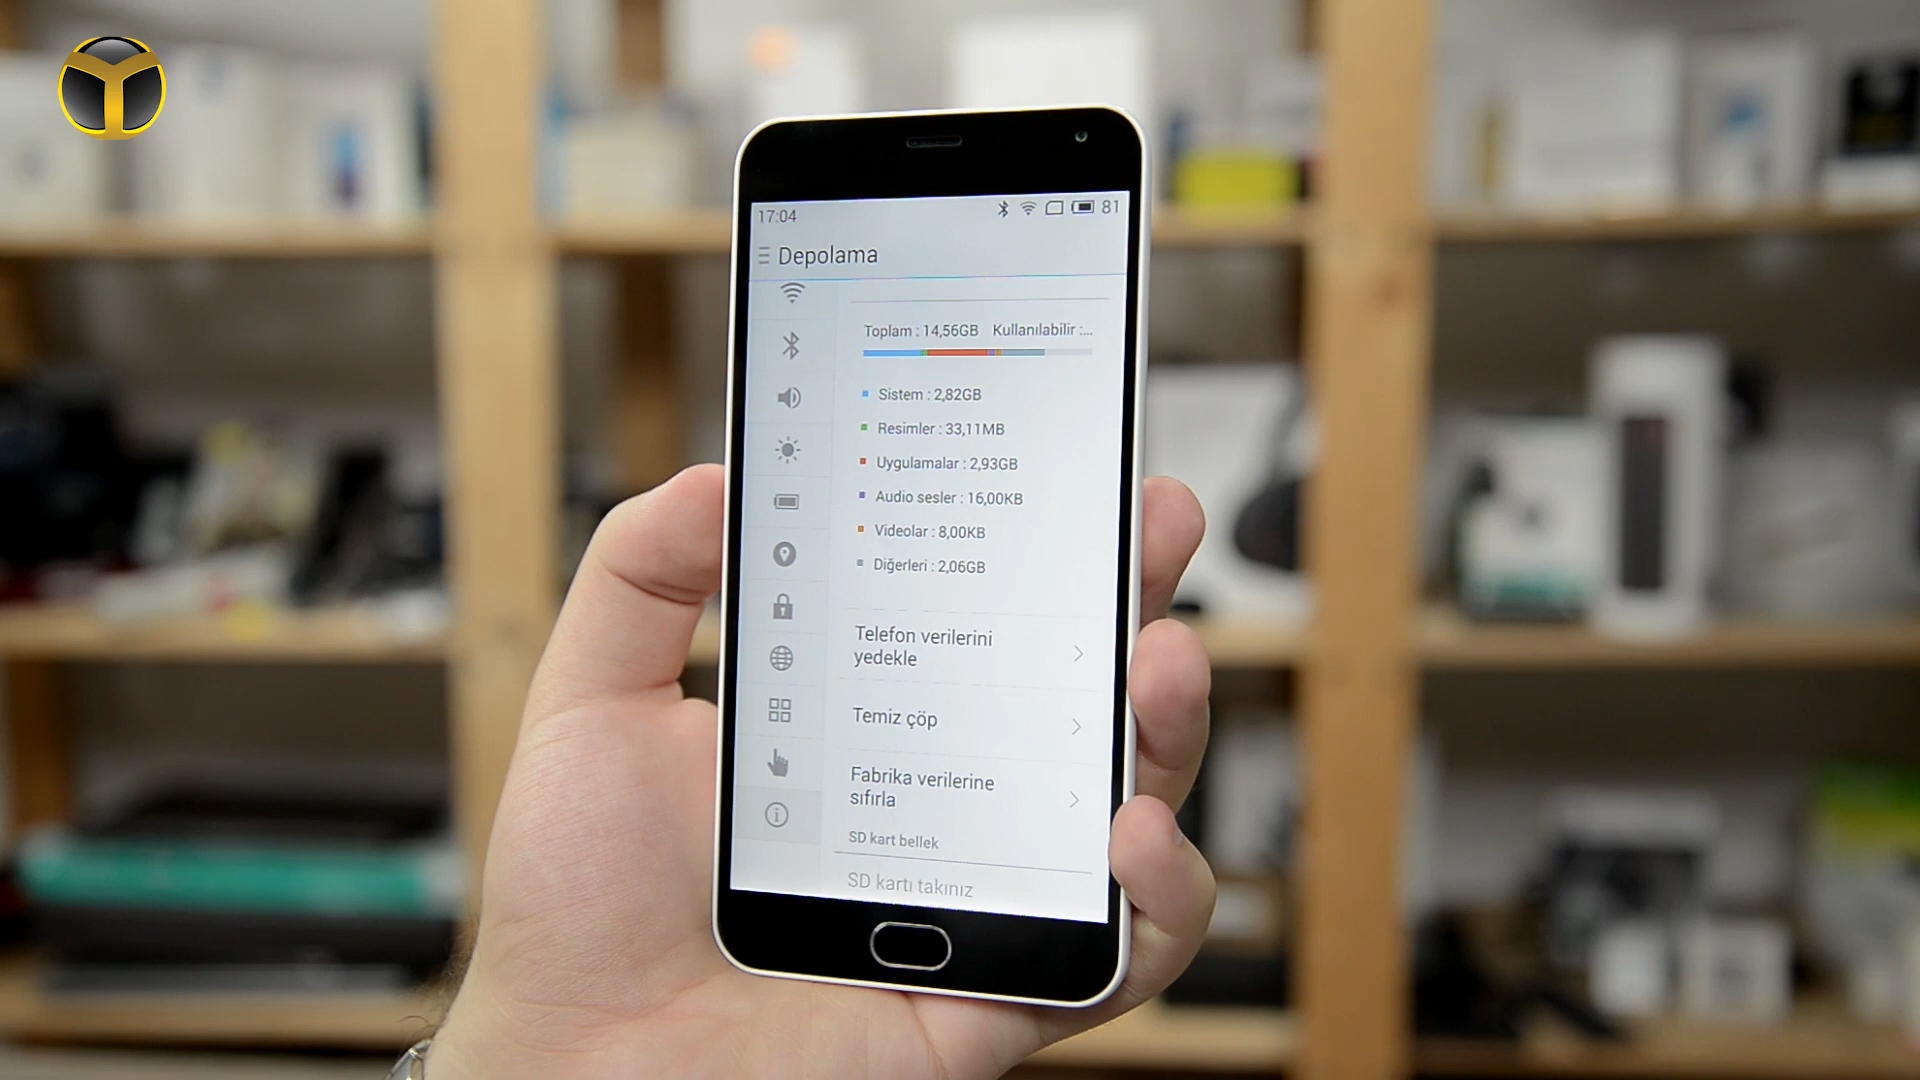 17:04
81
Depolama
Toplam : 14,56GB Kullanılabilir :...
Sistem : 2,82GB
Resimler : 33,11MB
Uygulamalar : 2,93GB
Audio sesler : 16,00KB
Videolar : 8,00KB
Diğerleri : 2,06GB
Telefon verilerini
yedekle
Temiz çöp
Fabrika verilerine
sıfırla
SD kart bellek
SD kartı takınız